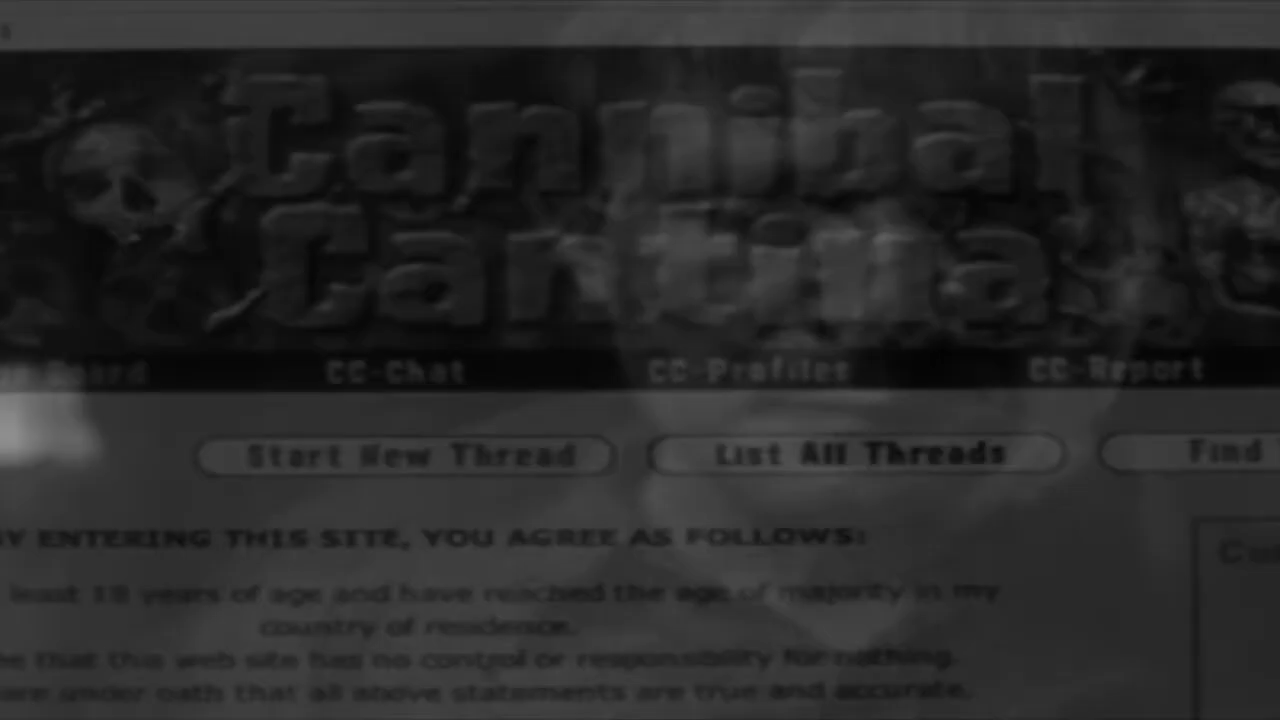 Cannibal
Cantina
Board CC-Chat CC-Profiles CC-Report
Start New Thread List All Threads Find
BY ENTERING THIS SITE, YOU AGREE AS FOLLOWS:
least 18 years of age and have reached the age of majority in my
country of residence.
that this web site has no control or responsibility for nothing.
are under oath that all above statements are true and accurate.